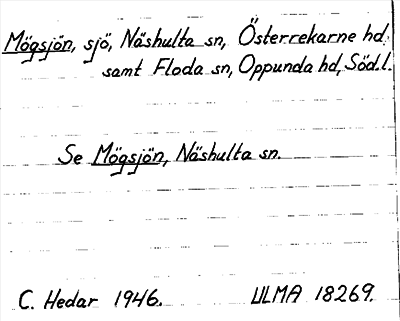 Mögsjön, sjö, Näshulta sn, Österrekarne hd.
samt Floda sn, Oppunda hd, Söd.l.
Se Mögsjön, Näshulta sn.
C. Hedar 1946. ULMA 18269.